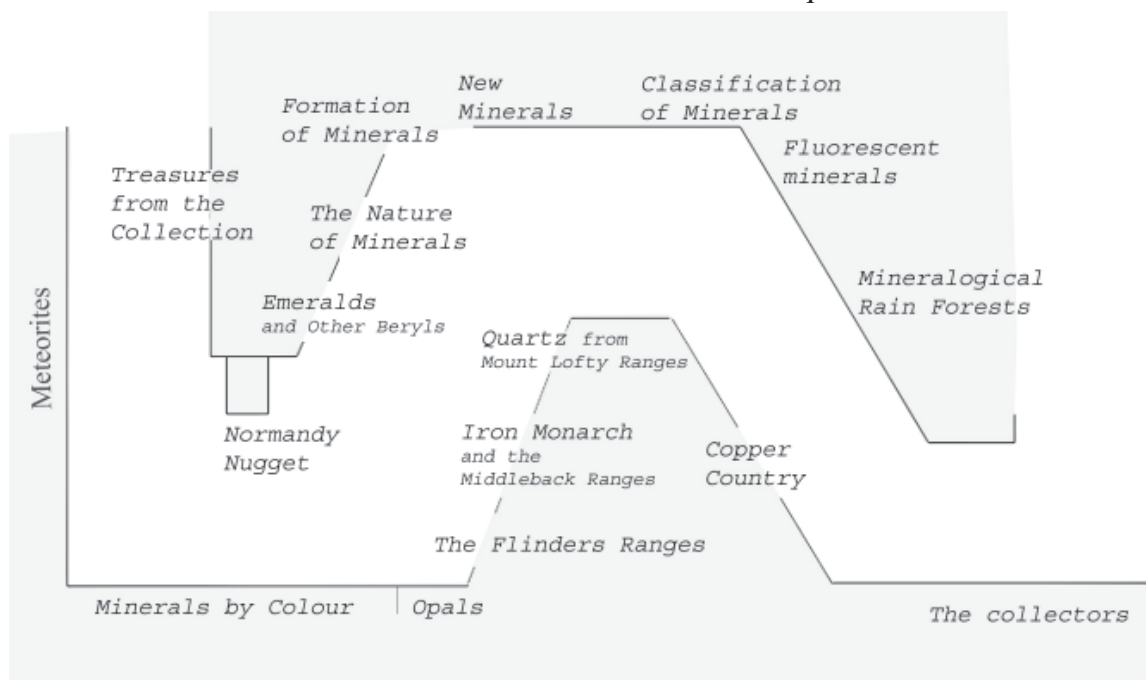 New
Classification
Minerals
of Minerals
Formation
of Minerals
Fluorescent
minerals
Treasures
from the
Collection
The Nature
of Minerals
Mineralogical
Rain Forests
Emeralds
and Other Beryls
Meteorites
Quartz from
Mount Lofty Ranges
Normandy
Nugget
Iron Monarch
and the
Middleback Ranges
Copper
Country
The Flinders Ranges
Minerals by Colour
Opals
The collectors